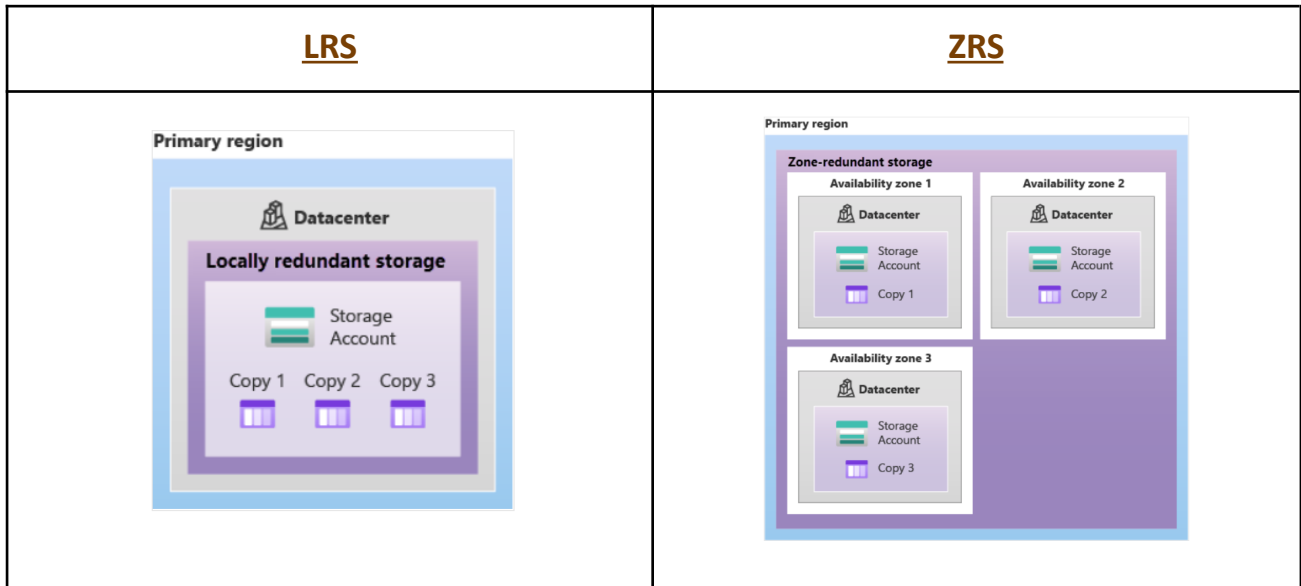 LRS
ZRS
Primary region
Datacenter
Locally redundant storage
Storage
Account
Copy 1 Copy 2 Copy 3
Primary region
Zone-redundant storage
Availability zone 1
Datacenter
Storage
Account
Copy 1
Availability zone 2
Datacenter
Storage
Account
Copy 2
Availability zone 3
Datacenter
Storage
Account
Copy 3